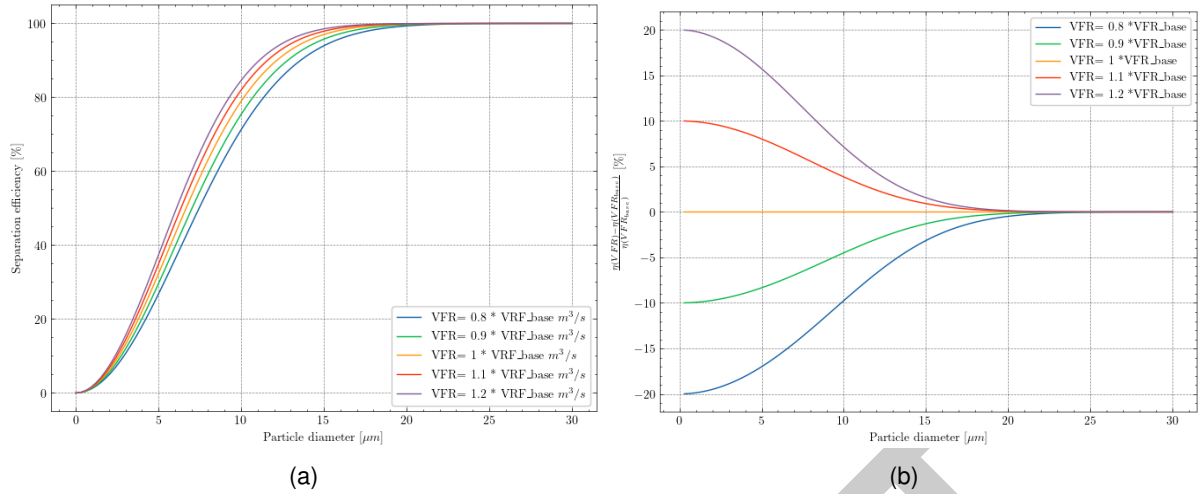 100
80
60
40
20
0
Separation efficiency [%]
VFR= 0.8 * VRF_base m³/s
VFR= 0.9 * VRF_base m³/s
VFR= 1 * VRF_base m³/s
VFR= 1.1 * VRF_base m³/s
VFR= 1.2 * VRF_base m³/s
0 5 10 15 20 25 30
Particle diameter [μm]
(a)
20
15
10
5
0
−5
−10
−15
−20
η(VFR)−η(VFR_base)
η(VFR_base)
[%]
VFR= 0.8 *VFR_base
VFR= 0.9 *VFR_base
VFR= 1 *VFR_base
VFR= 1.1 *VFR_base
VFR= 1.2 *VFR_base
0 5 10 15 20 25 30
Particle diameter [μm]
(b)